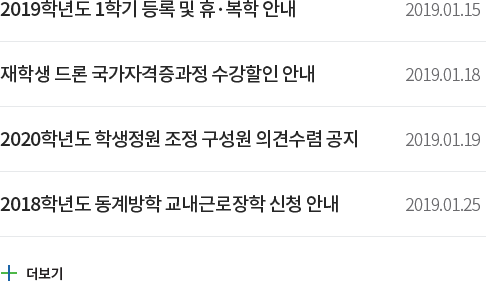 2019학년도 1학기 등록 및 휴·복학 안내 2019.01.15
재학생 드론 국가자격증과정 수강할인 안내 2019.01.18
2020학년도 학생정원 조정 구성원 의견수렴 공지 2019.01.19
2018학년도 동계방학 교내근로장학 신청 안내 2019.01.25
더보기